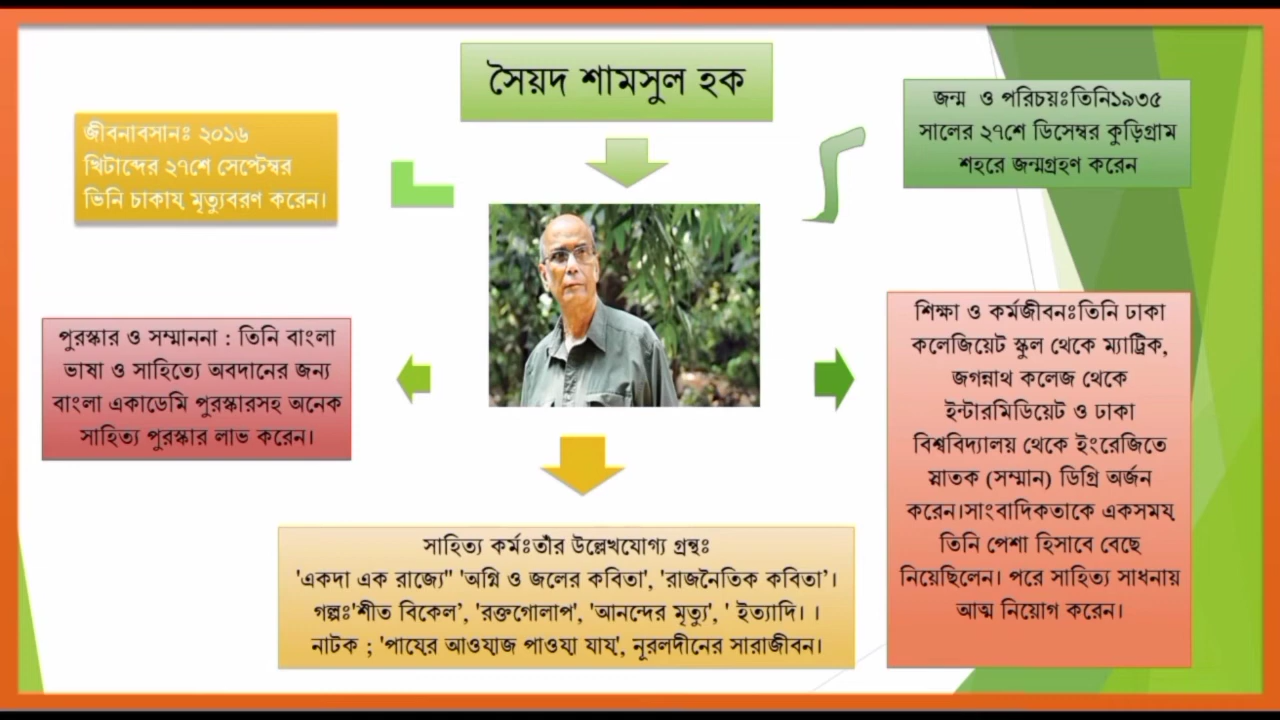 সৈয়দ শামসুল হক
জন্ম ও পরিচয়ঃতিনি১৯৩৫
সালের ২৭শে ডিসেম্বর কুড়িগ্রাম
শহরে জন্মগ্রহণ করেন
জীবনাবসানঃ ২০১৬
খিটাব্দের ২৭শে সেপ্টেম্বর
ভিনি চাকায় মৃত্যুবরণ করেন।
পুরস্কার ও সম্মাননা : তিনি বাংলা
ভাষা ও সাহিত্যে অবদানের জন্য
বাংলা একাডেমি পুরস্কারসহ অনেক
সাহিত্য পুরস্কার লাভ করেন।
শিক্ষা ও কর্মজীবনঃতিনি ঢাকা
কলেজিয়েট স্কুল থেকে ম্যাট্রিক,
জগন্নাথ কলেজ থেকে
ইন্টারমিডিয়েট ও ঢাকা
বিশ্ববিদ্যালয় থেকে ইংরেজিতে
স্নাতক (সম্মান) ডিগ্রি অর্জন
করেন।সাংবাদিকতাকে একসময়
তিনি পেশা হিসাবে বেছে
নিয়েছিলেন। পরে সাহিত্য সাধনায়
আত্ম নিয়োগ করেন।
সাহিত্য কর্মঃতাঁর উল্লেখযোগ্য গ্রন্থঃ
'একদা এক রাজ্যে" 'অগ্নি ও জলের কবিতা', 'রাজনৈতিক কবিতা’।
গল্পঃ'শীত বিকেল’, 'রক্তগোলাপ', 'আনন্দের মৃত্যু', ' ইত্যাদি। ।
নাটক ; 'পায়ের আওয়াজ পাওয়া যায়', নূরলদীনের সারাজীবন।